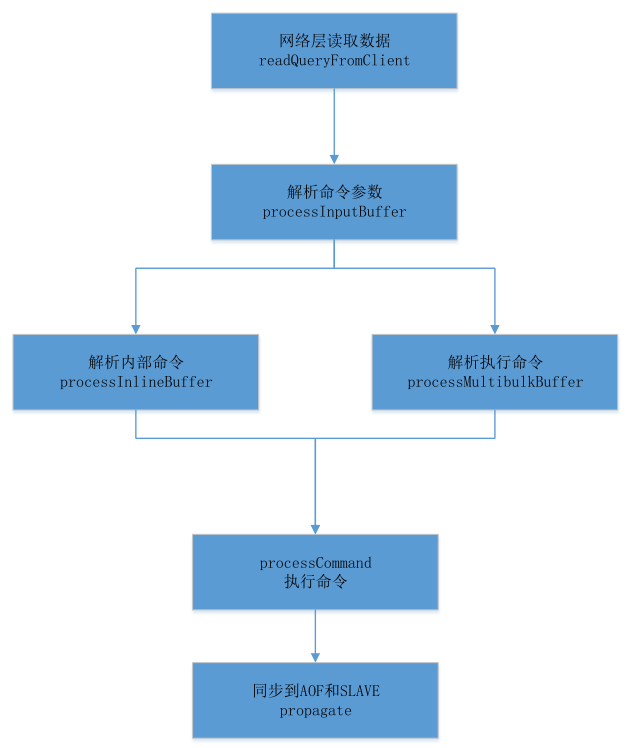 网络层读取数据
readQueryFromClient
解析命令参数
processInputBuffer
解析内部命令
processInlineBuffer
解析执行命令
processMultibulkBuffer
processCommand
执行命令
同步到AOF和SLAVE
propagate